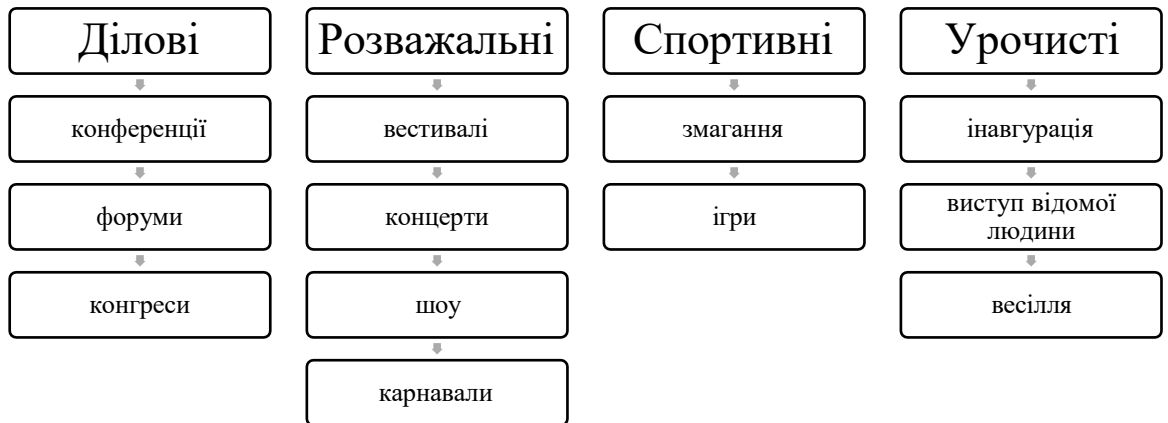 Ділові
конференції
форуми
конгреси
Розважальні
вестивалі
концерти
шоу
карнавали
Спортивні
змагання
ігри
Урочисті
інавгурація
виступ відомої
людини
весілля